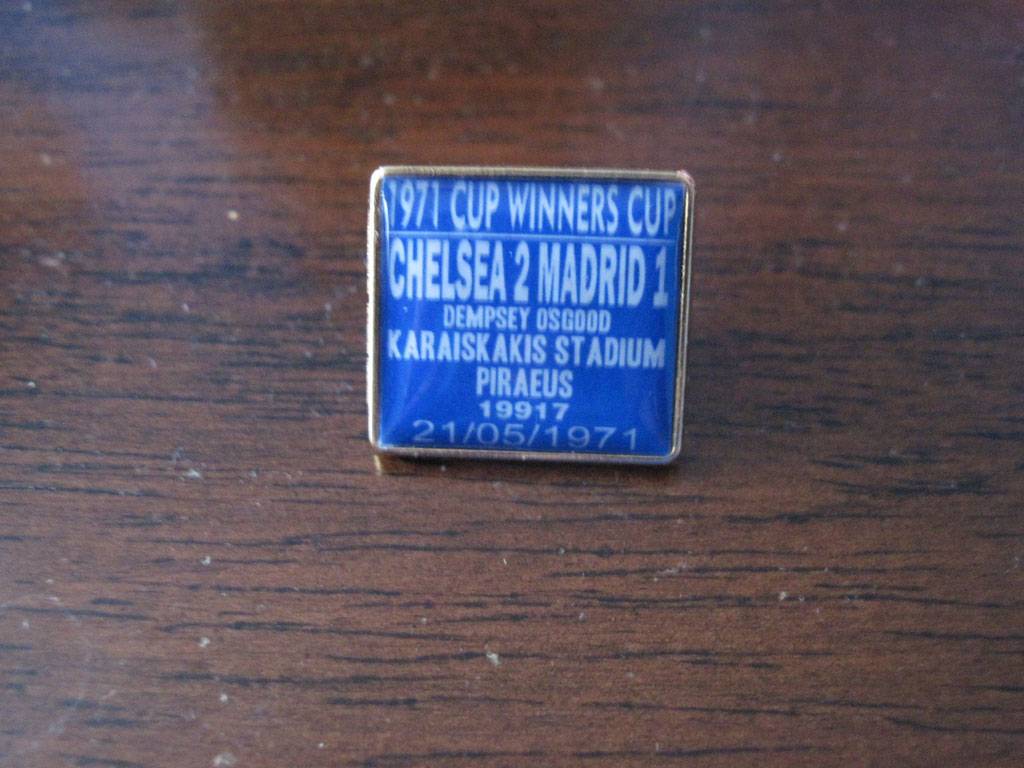 1971 CUP WINNERS CUP
CHELSEA 2 MADRID 1
DEMPSEY OSGOOD
KARAISKAKIS STADIUM
PIRAEUS
19917
21/05/1971